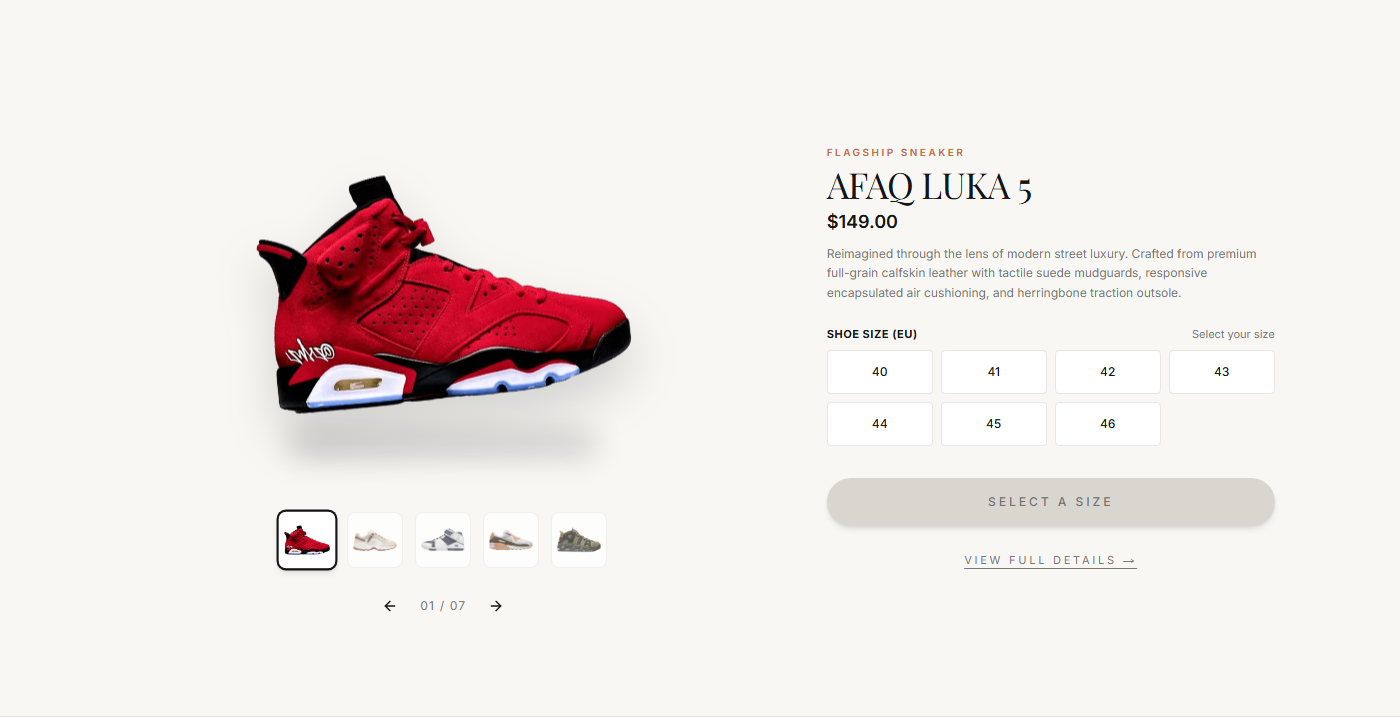 FLAGSHIP SNEAKER
AFAQ LUKA 5
$149.00
Reimagined through the lens of modern street luxury. Crafted from premium
full-grain calfskin leather with tactile suede mudguards, responsive
encapsulated air cushioning, and herringbone traction outsole.
SHOE SIZE (EU)
Select your size
40
41
42
43
44
45
46
SELECT A SIZE
VIEW FULL DETAILS →
← 01 / 07 →